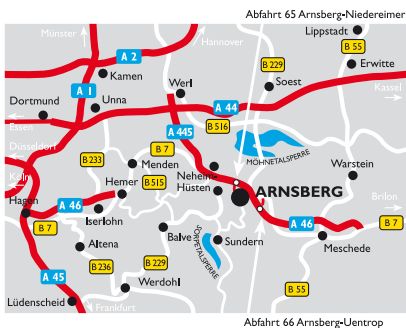 Abfahrt 65 Arnsberg-Niedereimer
Münster
Hannover
Lippstadt
B 55
A 2
Kamen
B 229
Erwitte
Werl
Soest
A 1
Unna
A 44
Kassel
Dortmund
Essen
A 445
B 516
Düsseldorf
B 7
MÖHNETALSPERRE
B 233
Menden
Köln
Neheim-
Hüsten
Warstein
B 515
Hemer
ARNSBERG
A 46
Hagen
Iserlohn
Brilon
B 7
A 46
B 7
Altena
Balve
SORPETALSPERRE
Sundern
Meschede
A 45
B 236
B 229
Werdohl
B 55
Lüdenscheid
Frankfurt
Abfahrt 66 Arnsberg-Uentrop